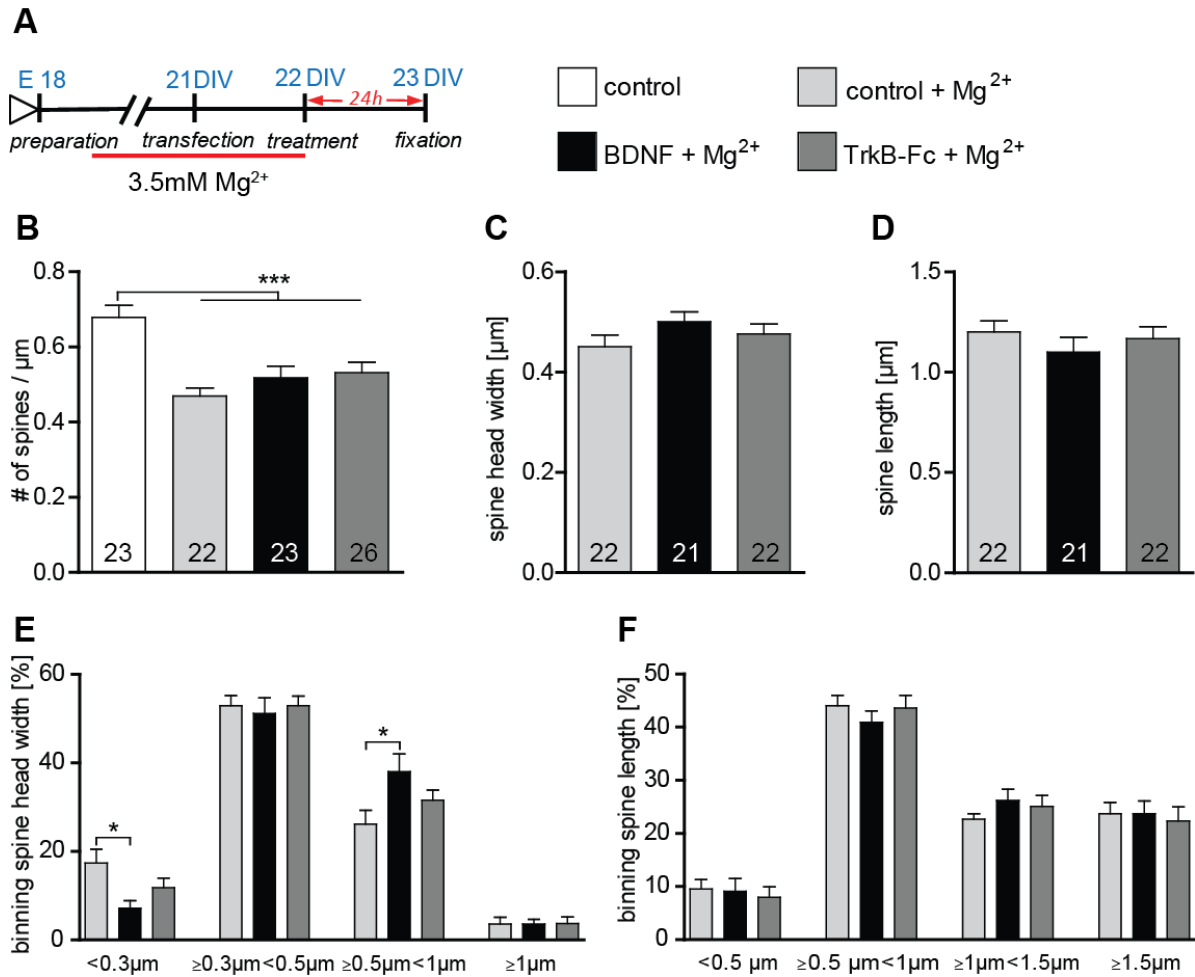 A
E 18
21 DIV
22 DIV
23 DIV
24h
preparation
transfection
treatment
fixation
3.5mM Mg²⁺
control
control + Mg²⁺
BDNF + Mg²⁺
TrkB-Fc + Mg²⁺
B
# of spines / µm
0.8
0.6
0.4
0.2
0.0
***
23
22
23
26
C
spine head width [µm]
0.6
0.4
0.2
0.0
22
21
22
D
spine length [µm]
1.5
1.0
0.5
0.0
22
21
22
E
binning spine head width [%]
60
40
20
0
*
*
<0.3µm
≥0.3µm<0.5µm
≥0.5µm<1µm
≥1µm
F
binning spine length [%]
50
40
30
20
10
0
<0.5 µm
≥0.5 µm<1µm
≥1µm<1.5µm
≥1.5µm